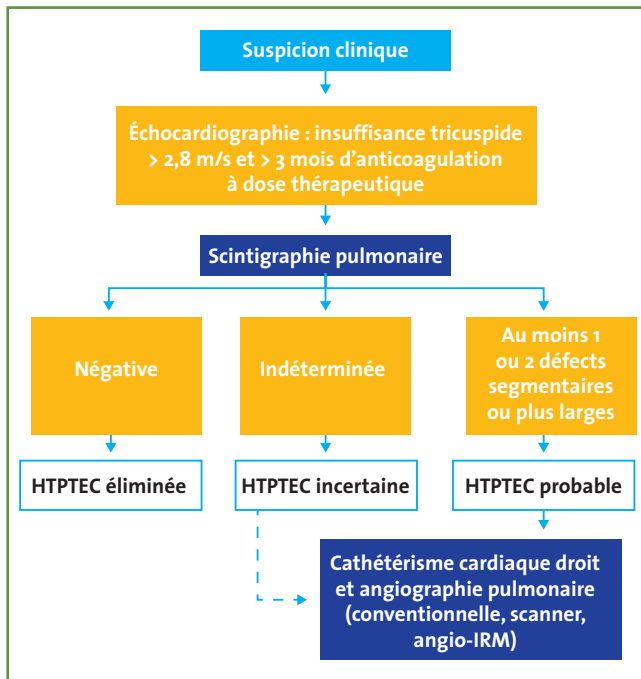 Suspicion clinique
Échocardiographie : insuffisance tricuspide
> 2,8 m/s et > 3 mois d’anticoagulation
à dose thérapeutique
Scintigraphie pulmonaire
Négative
Indéterminée
Au moins 1
ou 2 défects
segmentaires
ou plus larges
HTPTEC éliminée
HTPTEC incertaine
HTPTEC probable
Cathétérisme cardiaque droit
et angiographie pulmonaire
(conventionnelle, scanner,
angio-IRM)